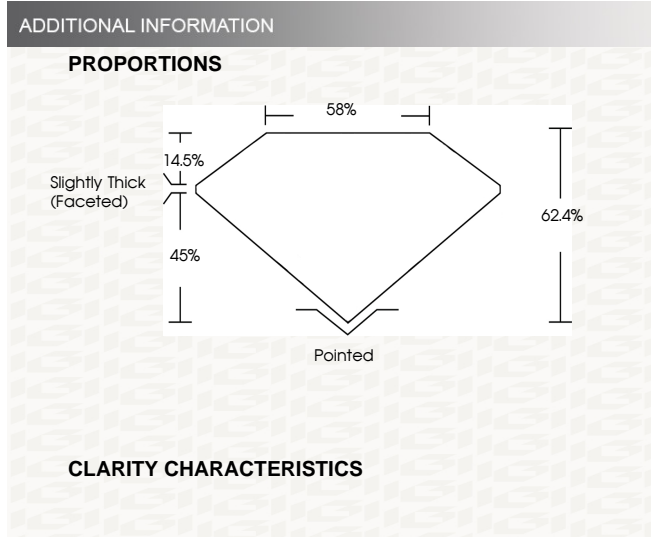 ADDITIONAL INFORMATION
PROPORTIONS
58%
14.5%
Slightly Thick
(Faceted)
62.4%
45%
Pointed
CLARITY CHARACTERISTICS